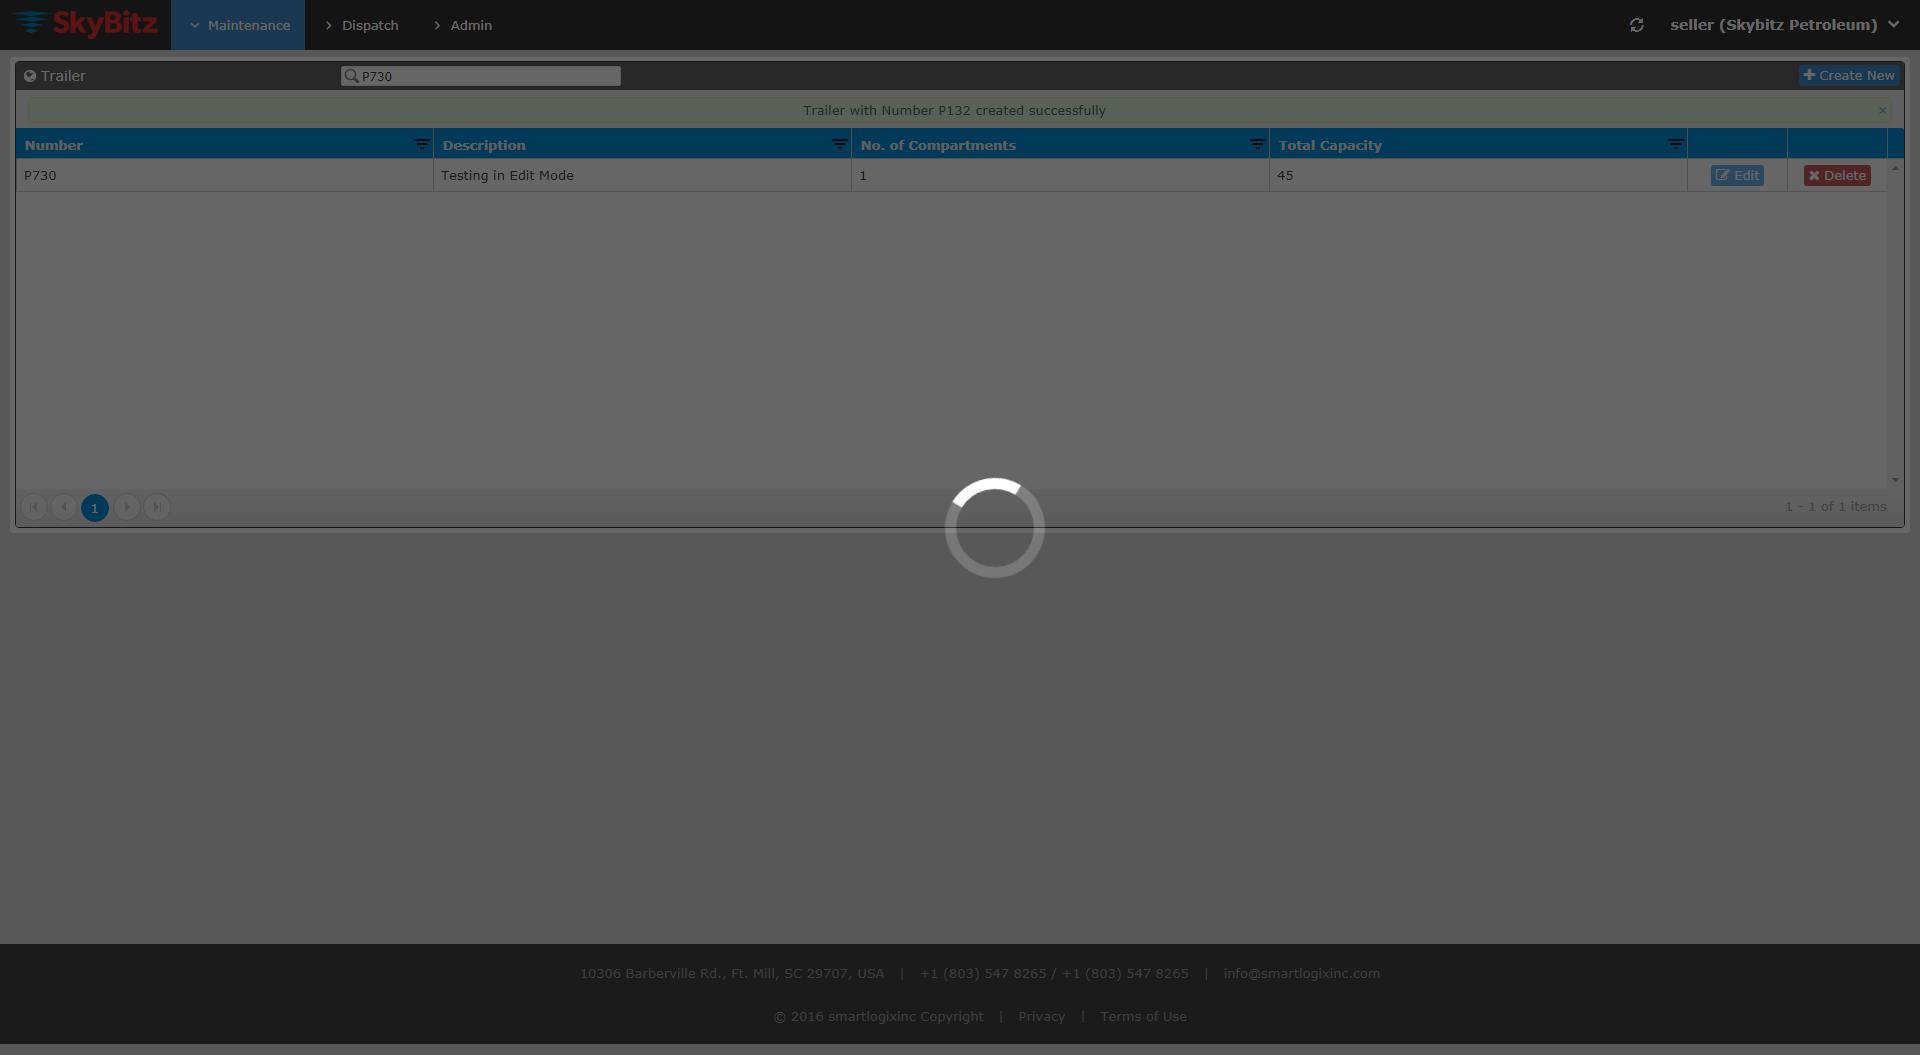 SkyBitz Maintenance Dispatch Admin seller (Skybitz Petroleum)
Trailer P730 Create New
Trailer with Number P132 created successfully ×
Number Description No. of Compartments Total Capacity
P730 Testing in Edit Mode 1 45 Edit Delete
1 1 - 1 of 1 items
10306 Barberville Rd., Ft. Mill, SC 29707, USA | +1 (803) 547 8265 / +1 (803) 547 8265 | info@smartlogixinc.com
© 2016 smartlogixinc Copyright | Privacy | Terms of Use